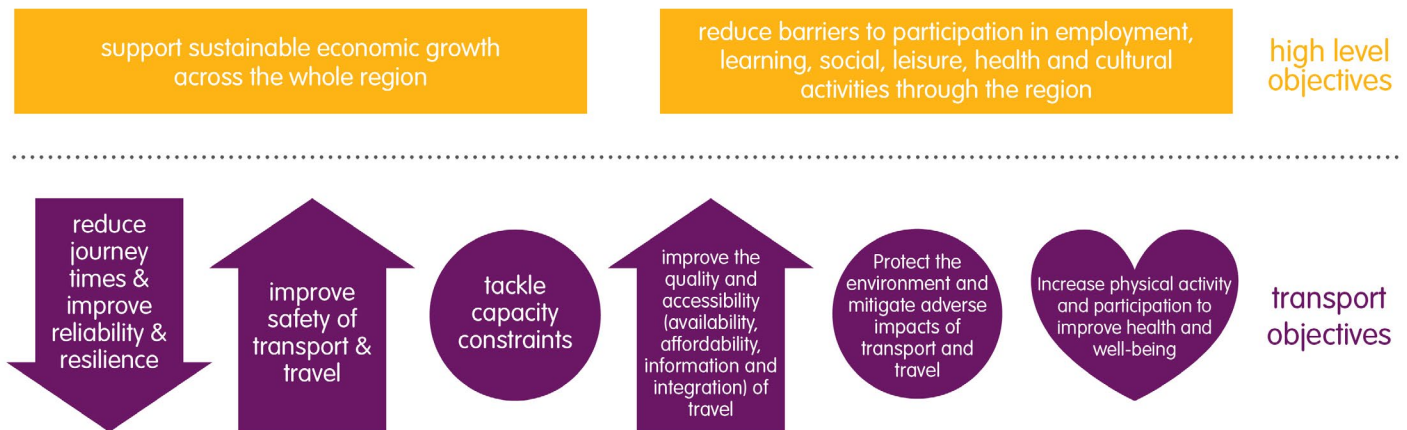 support sustainable economic growth
across the whole region
reduce barriers to participation in employment,
learning, social, leisure, health and cultural
activities through the region
high level
objectives
reduce
journey
times &
improve
reliability &
resilience
improve
safety of
transport &
travel
tackle
capacity
constraints
improve the
quality and
accessibility
(availability,
affordability,
information and
integration) of
travel
Protect the
environment and
mitigate adverse
impacts of
transport and
travel
Increase physical activity
and participation to
improve health and
well-being
transport
objectives